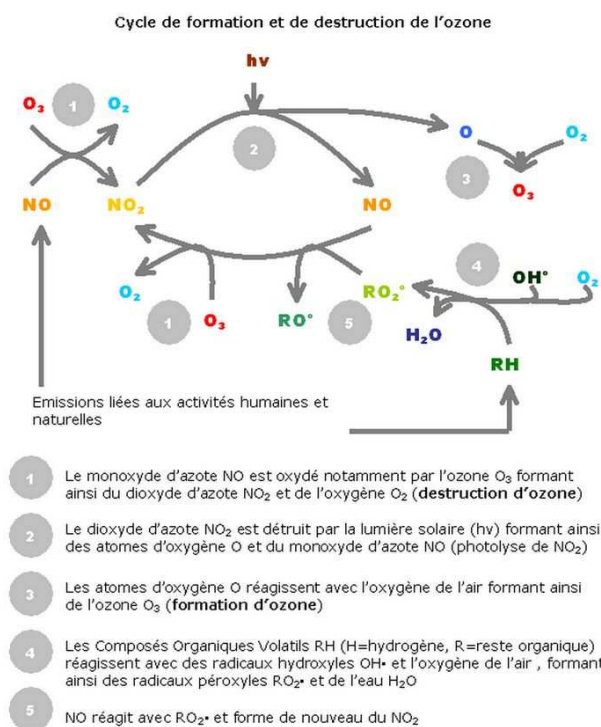 Cycle de formation et de destruction de l'ozone
hv
O₃ 1 O₂
O
O₂
2
3
O₃
NO NO₂ NO
4
OH°
O₂
RO₂°
O₂
1
O₃ RO° 5
H₂O
RH
Emissions liées aux activités humaines et
naturelles
1 Le monoxyde d'azote NO est oxydé notamment par l'ozone O₃ formant
ainsi du dioxyde d'azote NO₂ et de l'oxygène O₂ (destruction d'ozone)
2 Le dioxyde d'azote NO₂ est détruit par la lumière solaire (hv) formant ainsi
des atomes d'oxygène O et du monoxyde d'azote NO (photolyse de NO₂)
3 Les atomes d'oxygène O réagissent avec l'oxygène de l'air formant ainsi
de l'ozone O₃ (formation d'ozone)
4 Les Composés Organiques Volatils RH (H=hydrogène, R=reste organique)
réagissent avec des radicaux hydroxyles OH• et l'oxygène de l'air , formant
ainsi des radicaux péroxyles RO₂• et de l'eau H₂O
5 NO réagit avec RO₂• et forme de nouveau du NO₂